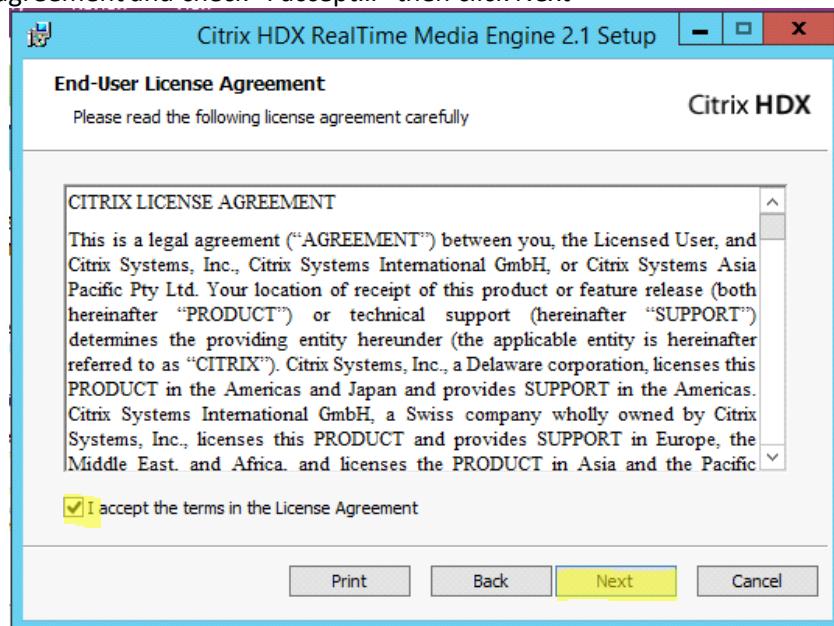 agreement and check "I accept..." then click Next
Citrix HDX RealTime Media Engine 2.1 Setup
End-User License Agreement
Please read the following license agreement carefully
Citrix HDX
CITRIX LICENSE AGREEMENT
This is a legal agreement (“AGREEMENT”) between you, the Licensed User, and
Citrix Systems, Inc., Citrix Systems International GmbH, or Citrix Systems Asia
Pacific Pty Ltd. Your location of receipt of this product or feature release (both
hereinafter “PRODUCT”) or technical support (hereinafter “SUPPORT”)
determines the providing entity hereunder (the applicable entity is hereinafter
referred to as “CITRIX”). Citrix Systems, Inc., a Delaware corporation, licenses this
PRODUCT in the Americas and Japan and provides SUPPORT in the Americas.
Citrix Systems International GmbH, a Swiss company wholly owned by Citrix
Systems, Inc., licenses this PRODUCT and provides SUPPORT in Europe, the
Middle East, and Africa, and licenses the PRODUCT in Asia and the Pacific
I accept the terms in the License Agreement
Print
Back
Next
Cancel